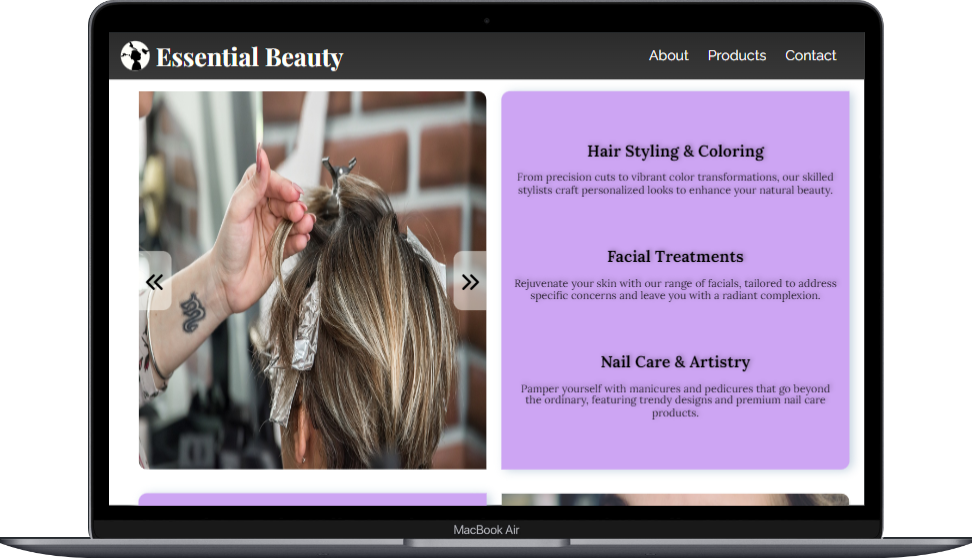 Essential Beauty
About Products Contact
Hair Styling & Coloring
From precision cuts to vibrant color transformations, our skilled
stylists craft personalized looks to enhance your natural beauty.
Facial Treatments
Rejuvenate your skin with our range of facials, tailored to address
specific concerns and leave you with a radiant complexion.
Nail Care & Artistry
Pamper yourself with manicures and pedicures that go beyond
the ordinary, featuring trendy designs and premium nail care
products.
MacBook Air